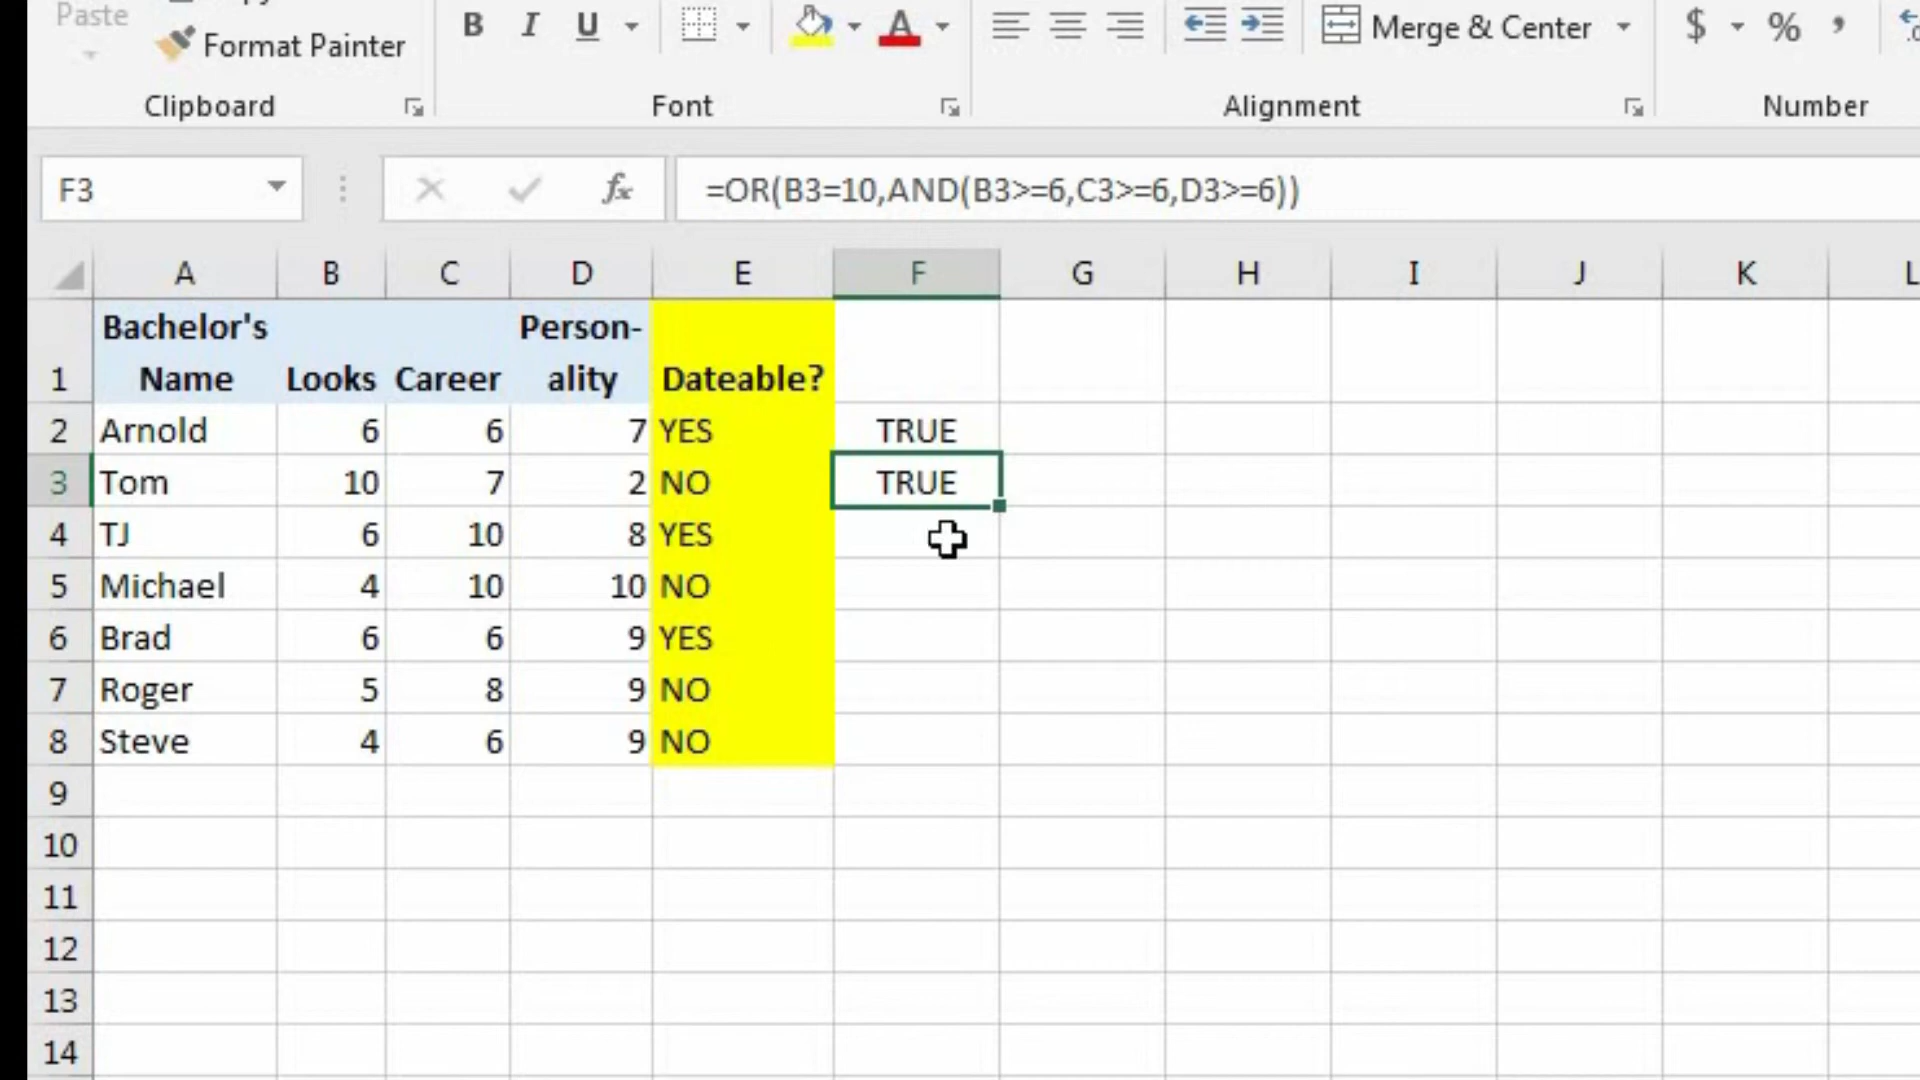 Paste
Format Painter
B I U
A
Merge & Center
$ %
Clipboard
Font
Alignment
Number
F3
fx
=OR(B3=10,AND(B3>=6,C3>=6,D3>=6))
A B C D E F G H I J K L
Bachelor's Person-
1 Name Looks Career ality Dateable?
2 Arnold 6 6 7 YES TRUE
3 Tom 10 7 2 NO TRUE
4 TJ 6 10 8 YES
5 Michael 4 10 10 NO
6 Brad 6 6 9 YES
7 Roger 5 8 9 NO
8 Steve 4 6 9 NO
9
10
11
12
13
14